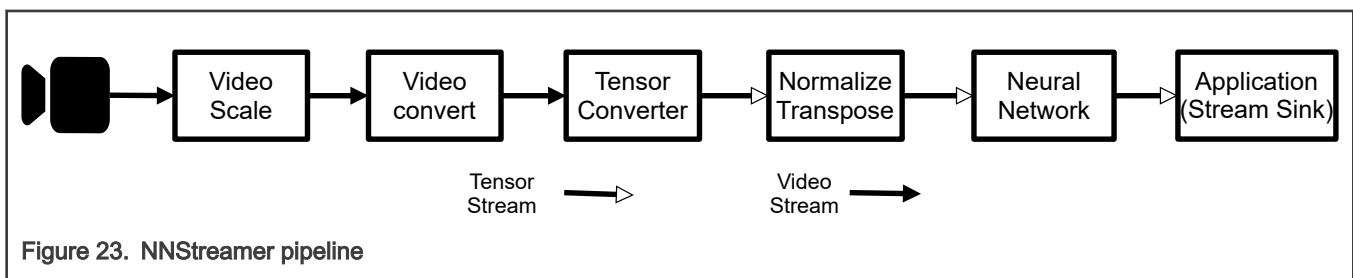 Video
Scale
Video
convert
Tensor
Converter
Normalize
Transpose
Neural
Network
Application
(Stream Sink)
Tensor
Stream
Video
Stream
Figure 23. NNStreamer pipeline